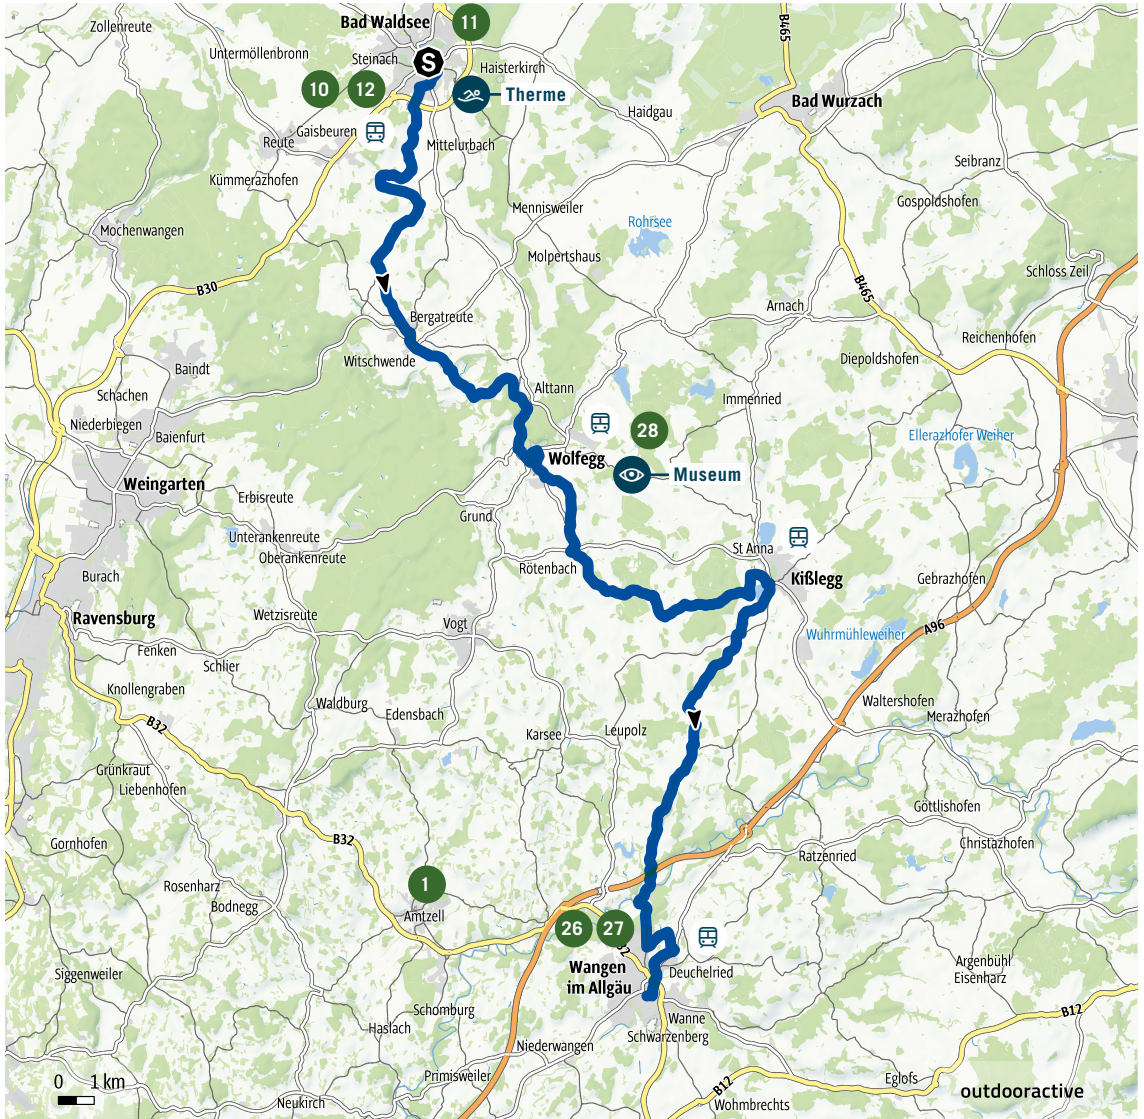 Zollenreute
Bad Waldsee
11
B465
Untermöllenbronn
Steinach
S
Haisterkirch
10
12
Therme
Bad Wurzach
Haidgau
Gaisbeuren
Reute
Mittelurbach
Seibranz
Kümmerazhofen
Gospoldshofen
Mennisweiler
Rohrsee
Mochenwangen
Molpertshaus
Schloss Zeil
B30
B465
Arnach
Bergatreute
Reichenhofen
Witschwende
Diepoldshofen
Baindt
Alttann
Schachen
Immenried
Niederbiegen
28
Ellerazhofer Weiher
Baienfurt
Wolfegg
Museum
Weingarten
Erbisreute
Grund
Unterankenreute
St Anna
Oberankenreute
Rötenbach
Burach
Kißlegg
Gebrazhofen
Wetzisreute
Ravensburg
Vogt
A96
Wuhrmühleweiher
Fenken
Schlier
Knollengraben
Waldburg
Waltershofen
Edensbach
Merazhofen
B32
Karsee
Leupolz
Grünkraut
Liebenhofen
Göttlishofen
B32
Gornhofen
Christazhofen
Ratzenried
1
Rosenharz
Bodnegg
Amtzell
26
27
32
Wangen
im Allgäu
Argenbühl
Siggenweiler
Deuchelried
Eisenharz
Schomburg
B12
Haslach
Wanne
Schwarzenberg
Niederwangen
Primisweiler
0 1 km
B12
Eglofs
outdooractive
Neukirch
Wohmbrechts